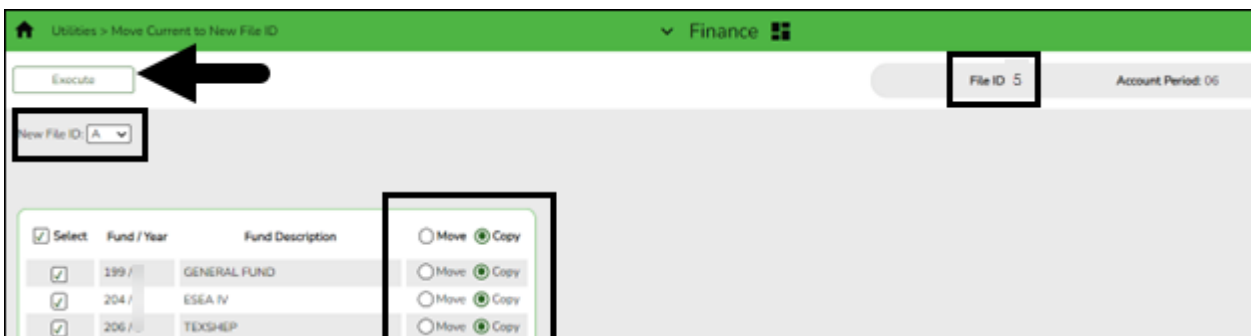 Utilities > Move Current to New File ID
Finance
Execute
File ID 5
Account Period: 06
New File ID: A
Select Fund / Year Fund Description Move Copy
199 / GENERAL FUND Move Copy
204 / ESEA IV Move Copy
206 / TEXSHEP Move Copy